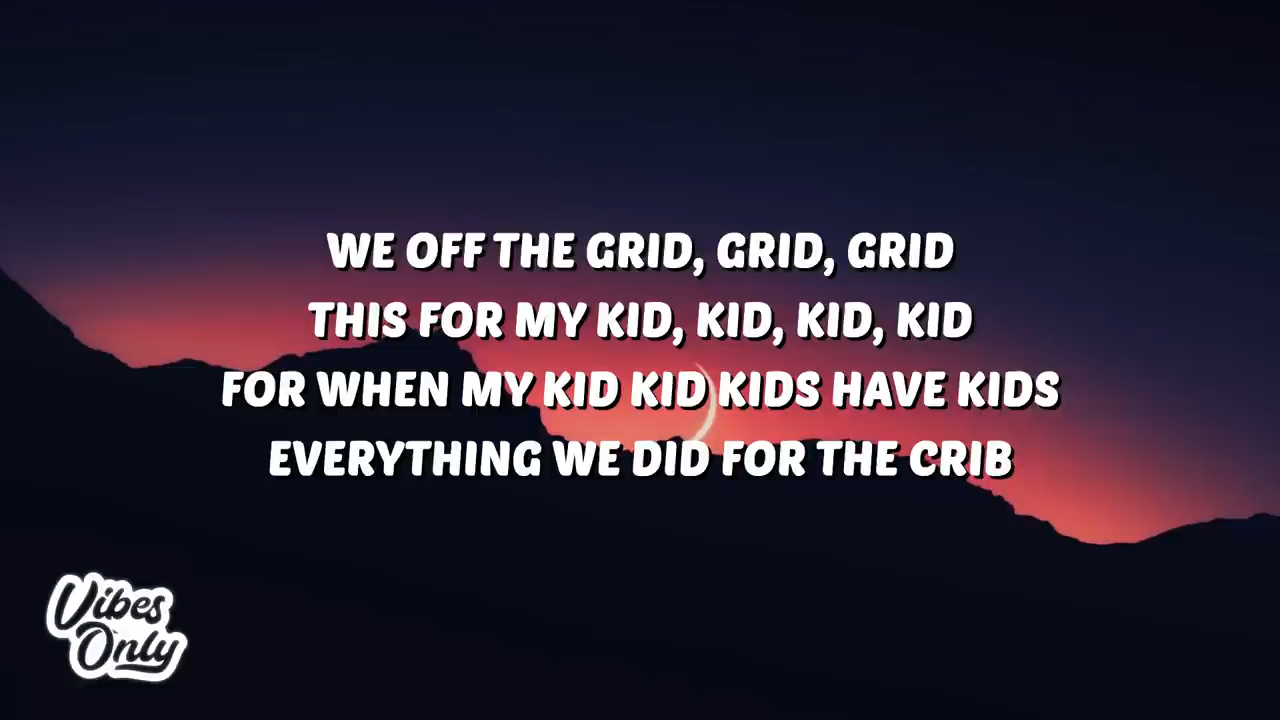 WE OFF THE GRID, GRID, GRID
THIS FOR MY KID, KID, KID, KID
FOR WHEN MY KID KID KIDS HAVE KIDS
EVERYTHING WE DID FOR THE CRIB
Vibes
Only